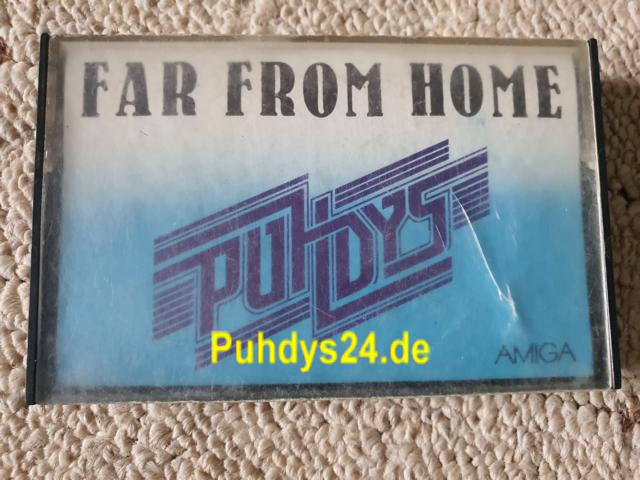 FAR FROM HOME
PUHDYS
Puhdys24.de
AMIGA